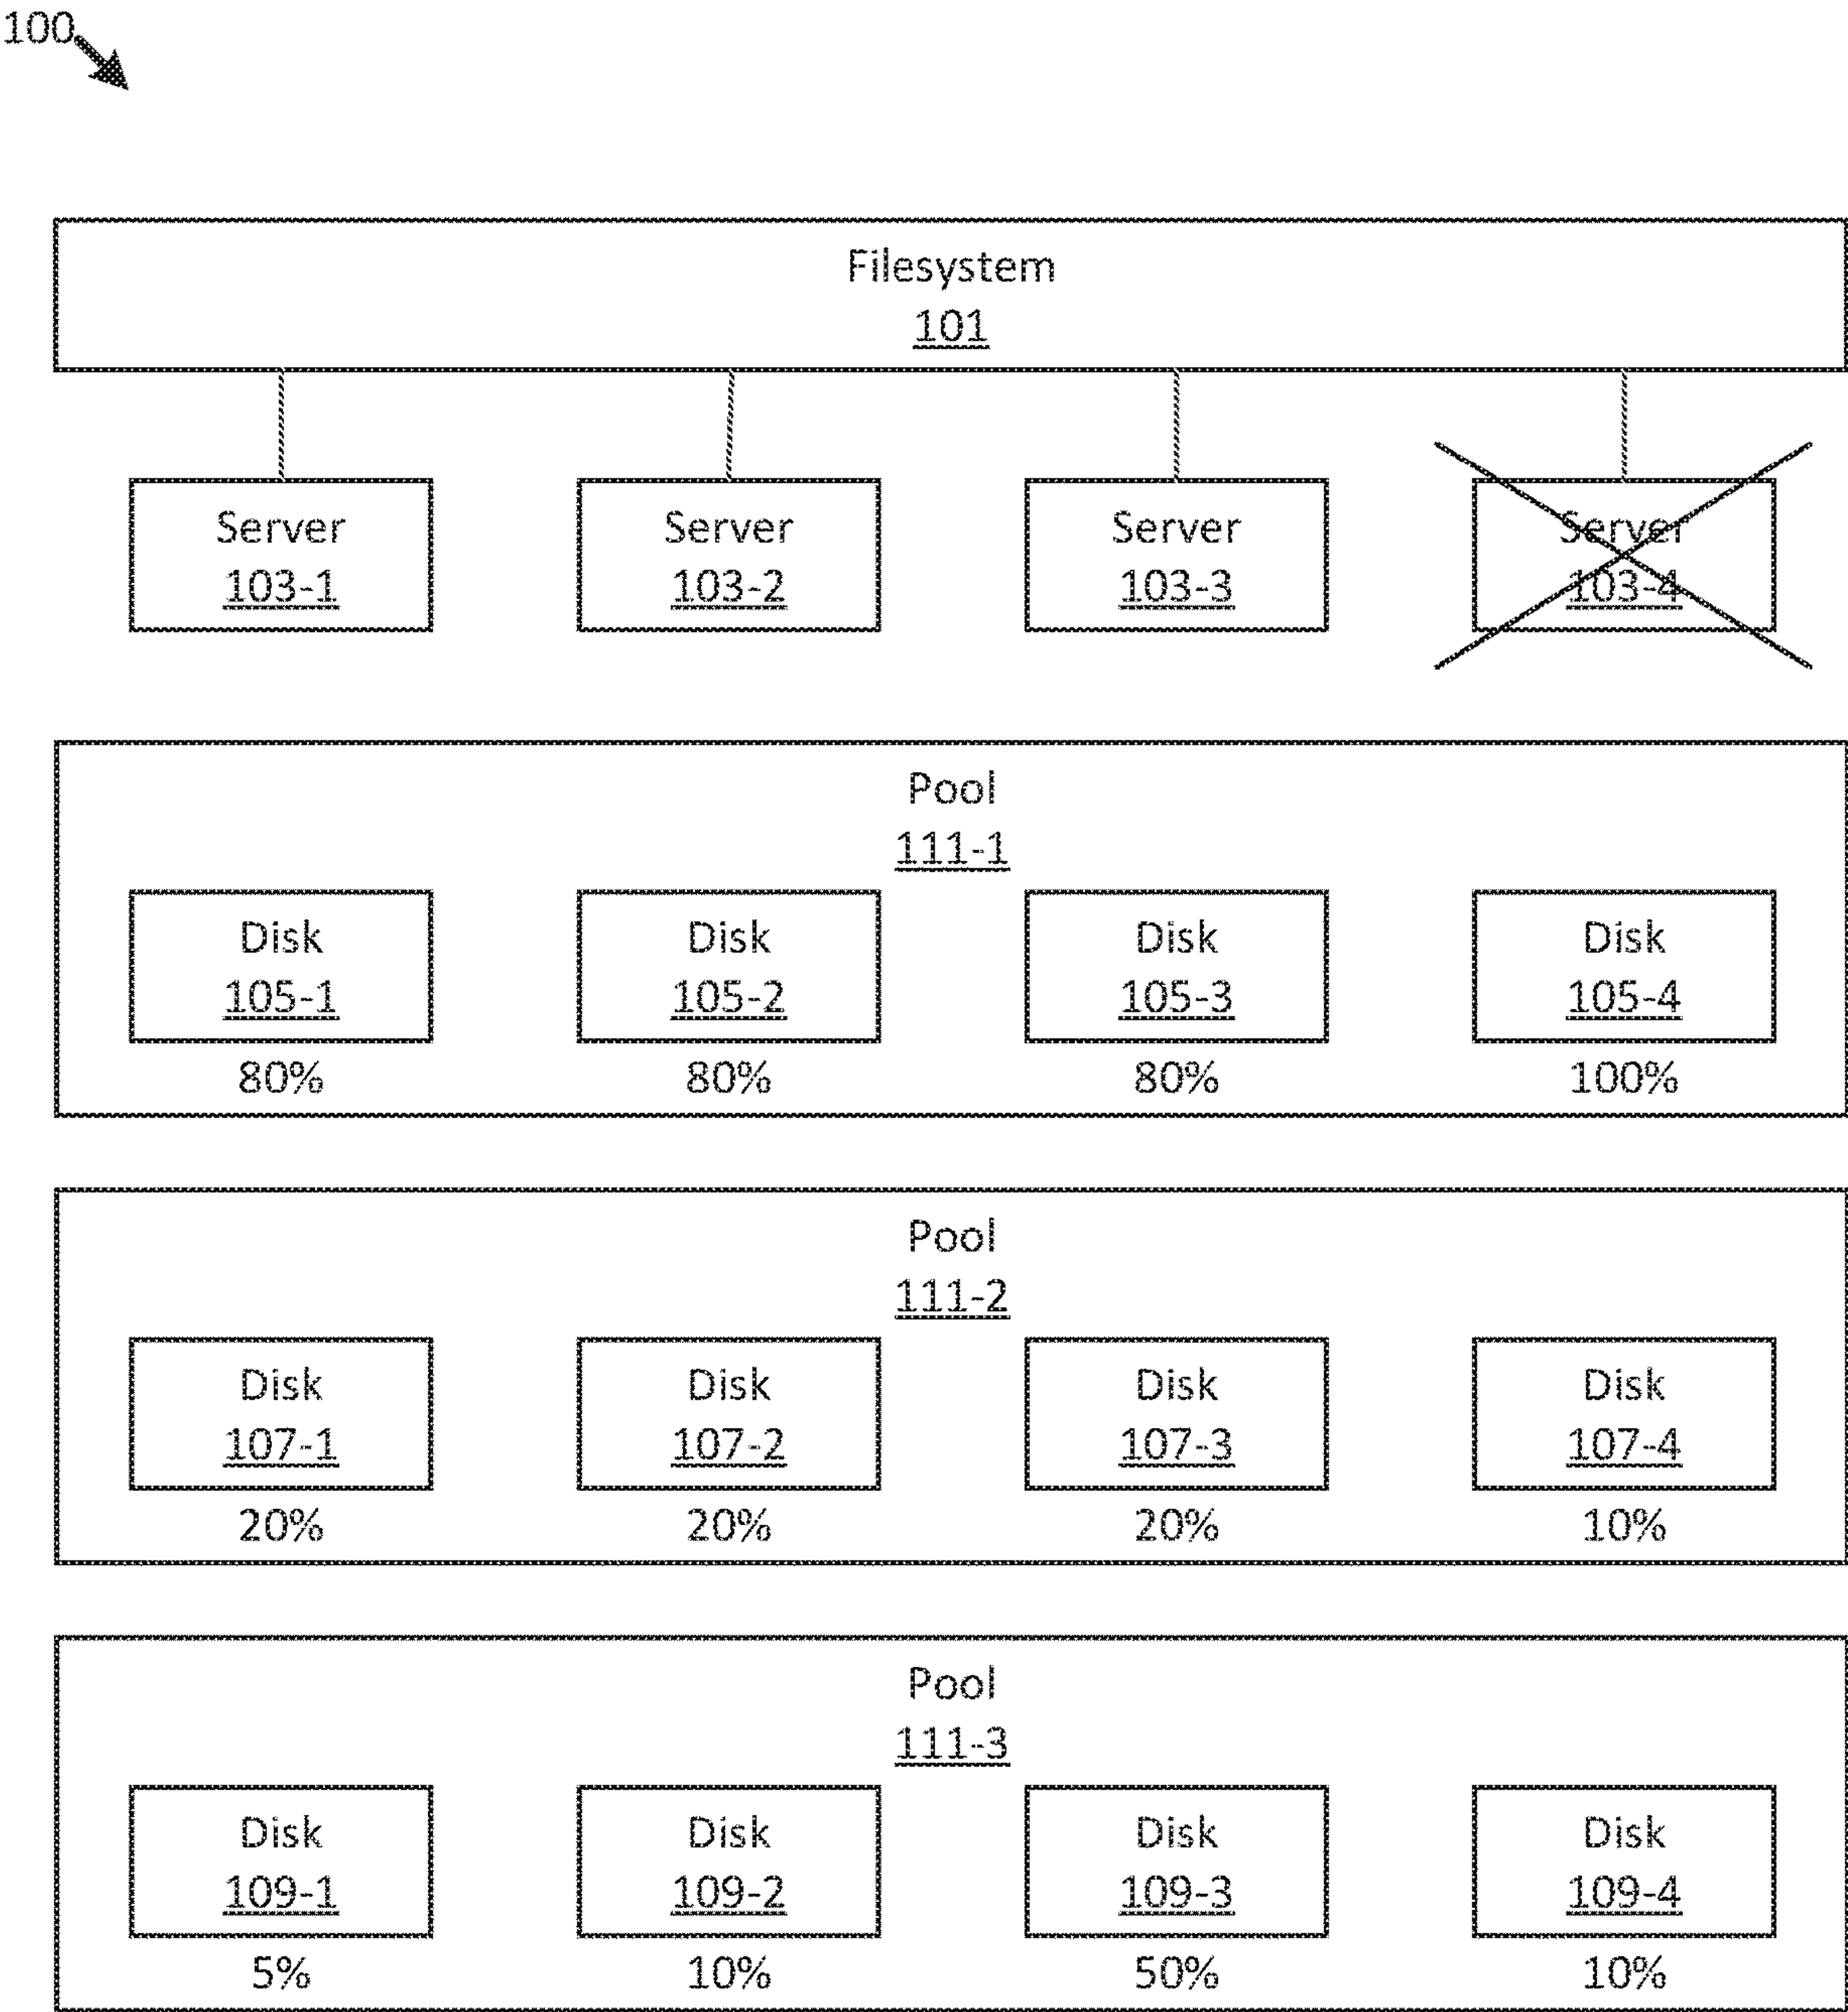 100
Filesystem
101
Server Server Server Server
103-1 103-2 103-3 103-4
Pool
111-1
Disk Disk Disk Disk
105-1 105-2 105-3 105-4
80% 80% 80% 100%
Pool
111-2
Disk Disk Disk Disk
107-1 107-2 107-3 107-4
20% 20% 20% 10%
Pool
111-3
Disk Disk Disk Disk
109-1 109-2 109-3 109-4
5% 10% 50% 10%